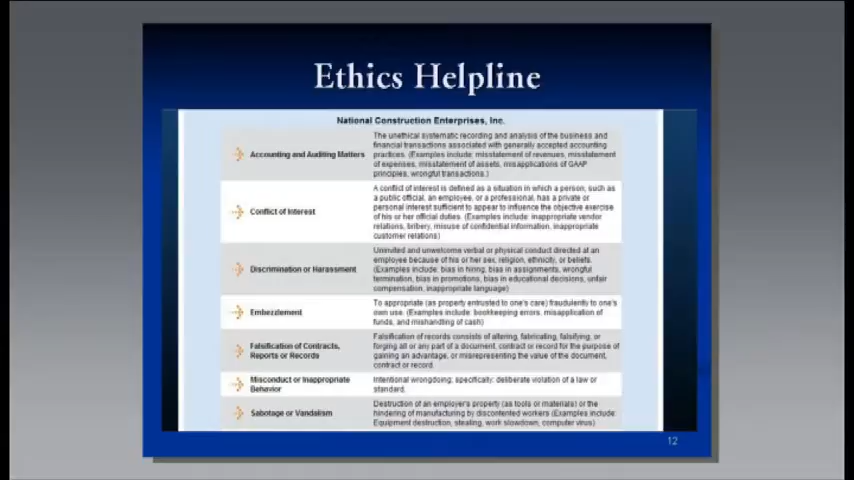 Ethics Helpline
National Construction Enterprises, Inc.
Accounting and Auditing Matters
The unethical systematic recording and analysis of the business and
financial transactions associated with generally accepted accounting
practices. (Examples include: misstatement of revenues, misstatement
of expenses, misstatement of assets, misapplications of GAAP
principles, wrongful transactions.)
Conflict of Interest
A conflict of interest is defined as a situation in which a person, such as
a public official, an employee, or a professional, has a private or
personal interest sufficient to appear to influence the objective exercise
of his or her official duties. (Examples include: inappropriate vendor
relations, bribery, misuse of confidential information, inappropriate
customer relations)
Discrimination or Harassment
Uninvited and unwelcome verbal or physical conduct directed at an
employee because of his or her sex, religion, ethnicity, or beliefs.
(Examples include: bias in hiring, bias in assignments, wrongful
termination, bias in promotions, bias in educational decisions, unfair
compensation, inappropriate language)
Embezzlement
To appropriate (as property entrusted to one's care) fraudulently to one's
own use. (Examples include: bookkeeping errors, misapplication of
funds, and mishandling of cash)
Falsification of Contracts,
Reports or Records
Falsification of records consists of altering, fabricating, falsifying, or
forging all or any part of a document, contract or record for the purpose of
gaining an advantage, or misrepresenting the value of the document,
contract or record.
Misconduct or Inappropriate
Behavior
Intentional wrongdoing; specifically: deliberate violation of a law or
standard.
Sabotage or Vandalism
Destruction of an employer's property (as tools or materials) or the
hindering of manufacturing by discontented workers (Examples include:
Equipment destruction, stealing, work slowdown, computer virus)
12